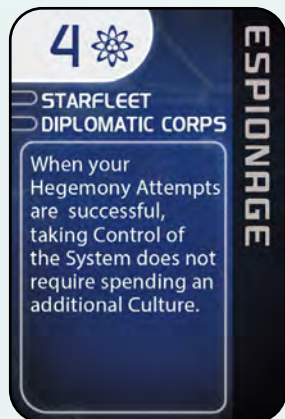 4
STARFLEET
DIPLOMATIC CORPS
ESPIONAGE
When your
Hegemony Attempts
are successful,
taking Control of
the System does not
require spending an
additional Culture.